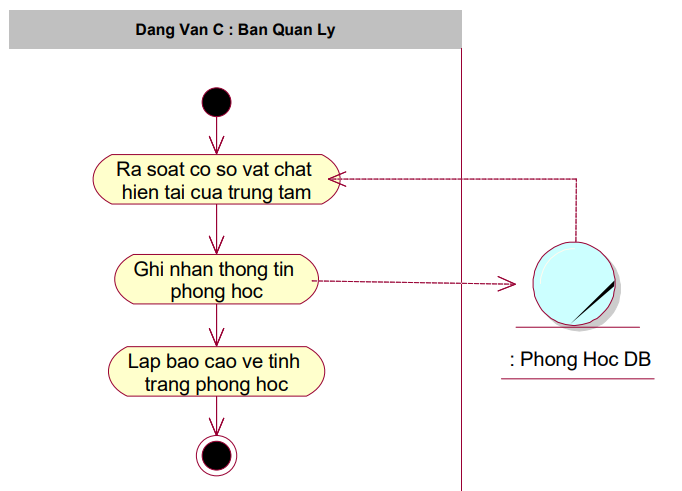 Dang Van C : Ban Quan Ly
Ra soat co so vat chat
hien tai cua trung tam
Ghi nhan thong tin
phong hoc
: Phong Hoc DB
Lap bao cao ve tinh
trang phong hoc